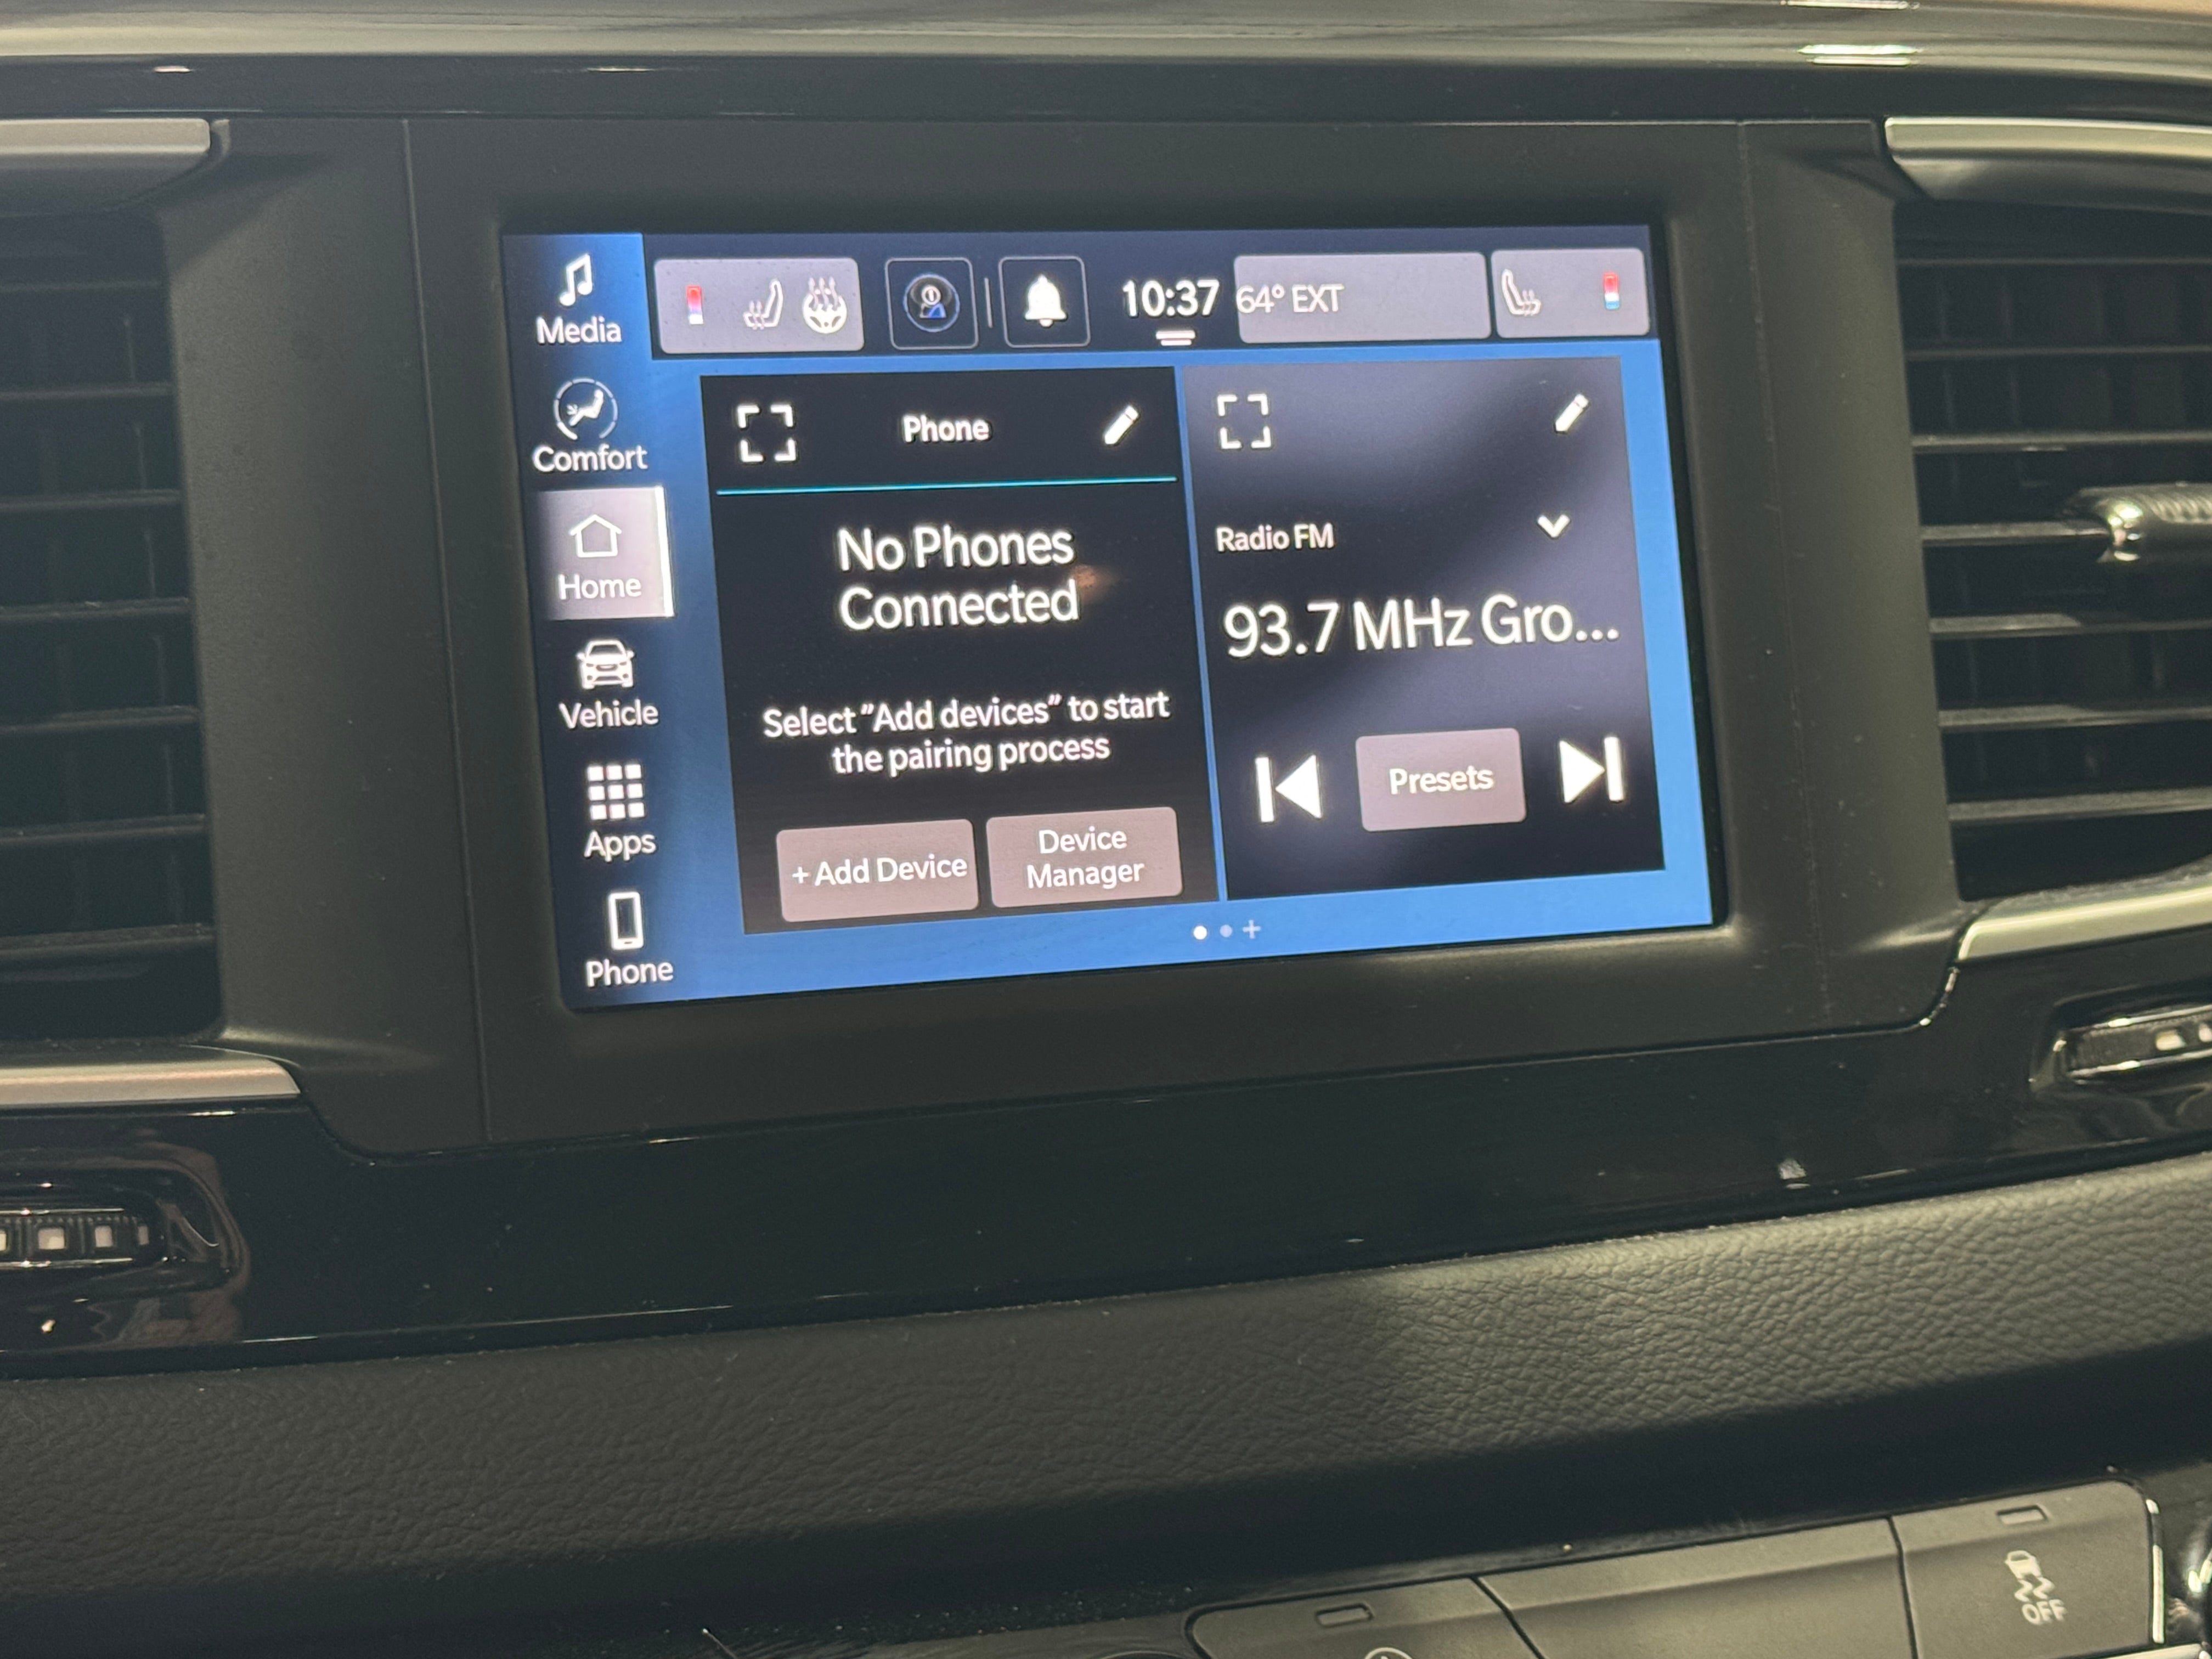 Media
10:37
64° EXT
Comfort
Home
Vehicle
Apps
Phone
Phone
No Phones
Connected
Select "Add devices" to start
the pairing process
+ Add Device
Device
Manager
Radio FM
93.7 MHz Gro...
Presets
OFF